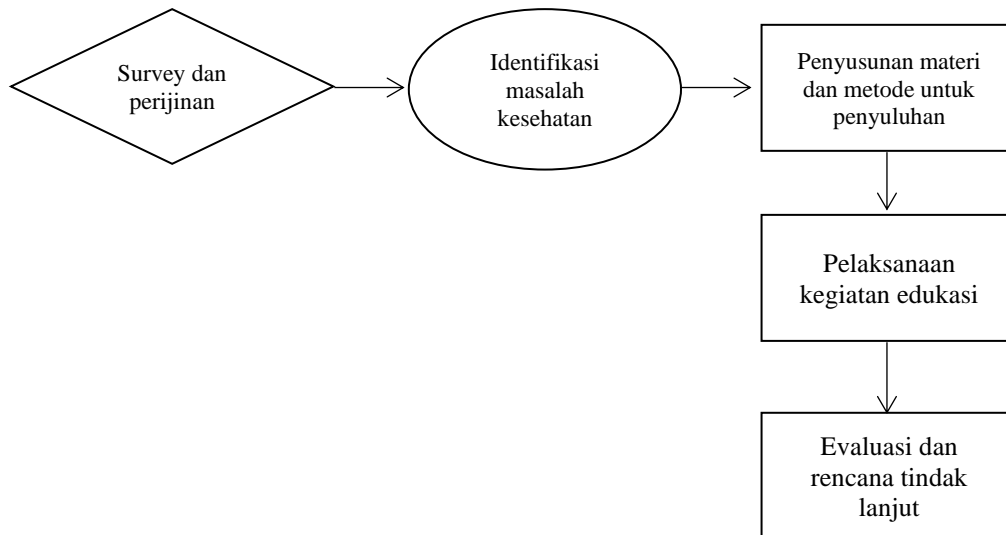 Survey dan
perijinan
Identifikasi
masalah
kesehatan
Penyusunan materi
dan metode untuk
penyuluhan
Pelaksanaan
kegiatan edukasi
Evaluasi dan
rencana tindak
lanjut